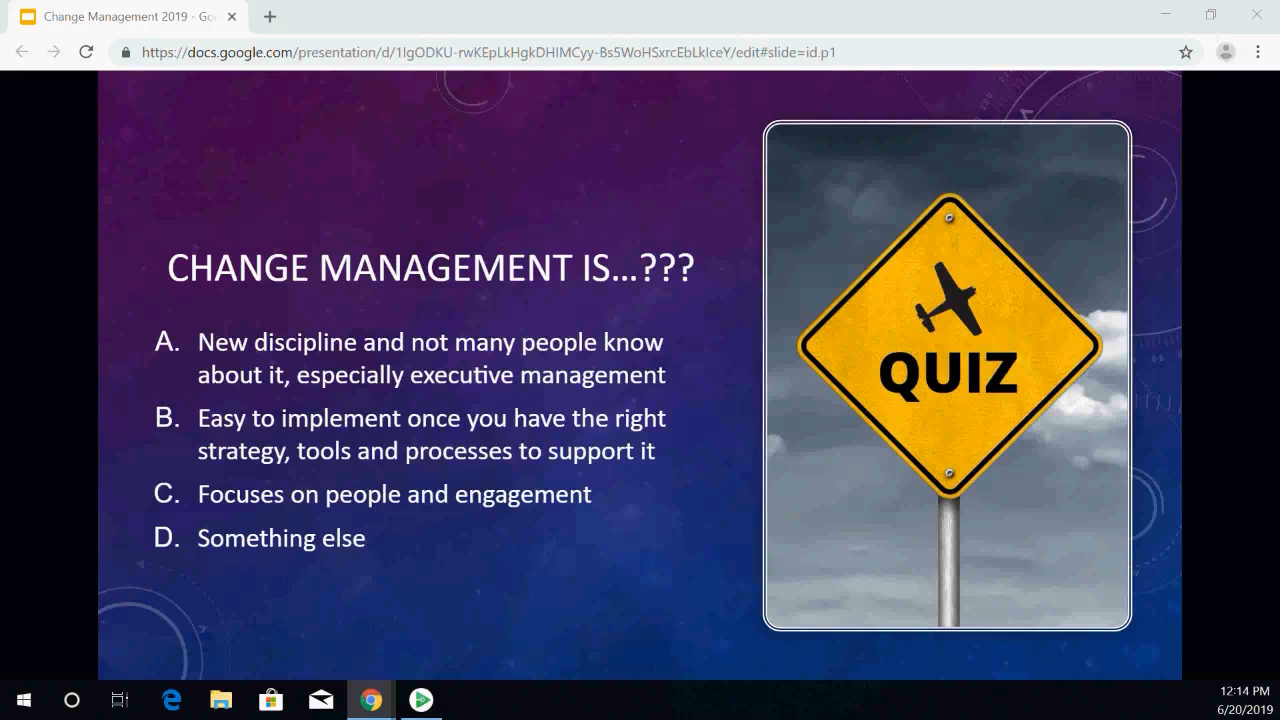 Change Management 2019 - Go
https://docs.google.com/presentation/d/1IgODKU-rwKEpLkHgkDHIMCyy-Bs5WoHSxrcEbLkIceY/edit#slide=id.p1
CHANGE MANAGEMENT IS...???
A. New discipline and not many people know
about it, especially executive management
B. Easy to implement once you have the right
strategy, tools and processes to support it
C. Focuses on people and engagement
D. Something else
QUIZ
12:14 PM
6/20/2019